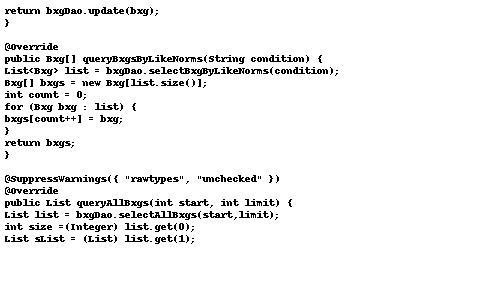 return bxgDao.update(bxg);
}
@Override
public Bxg[] queryBxgsByLikeNorms(String condition) {
List<Bxg> list = bxgDao.selectBxgByLikeNorms(condition);
Bxg[] bxgs = new Bxg[list.size()];
int count = 0;
for (Bxg bxg : list) {
bxgs[count++] = bxg;
}
return bxgs;
}
@SuppressWarnings({ "rawtypes", "unchecked" })
@Override
public List queryAllBxgs(int start, int limit) {
List list = bxgDao.selectAllBxgs(start,limit);
int size =(Integer) list.get(0);
List sList = (List) list.get(1);